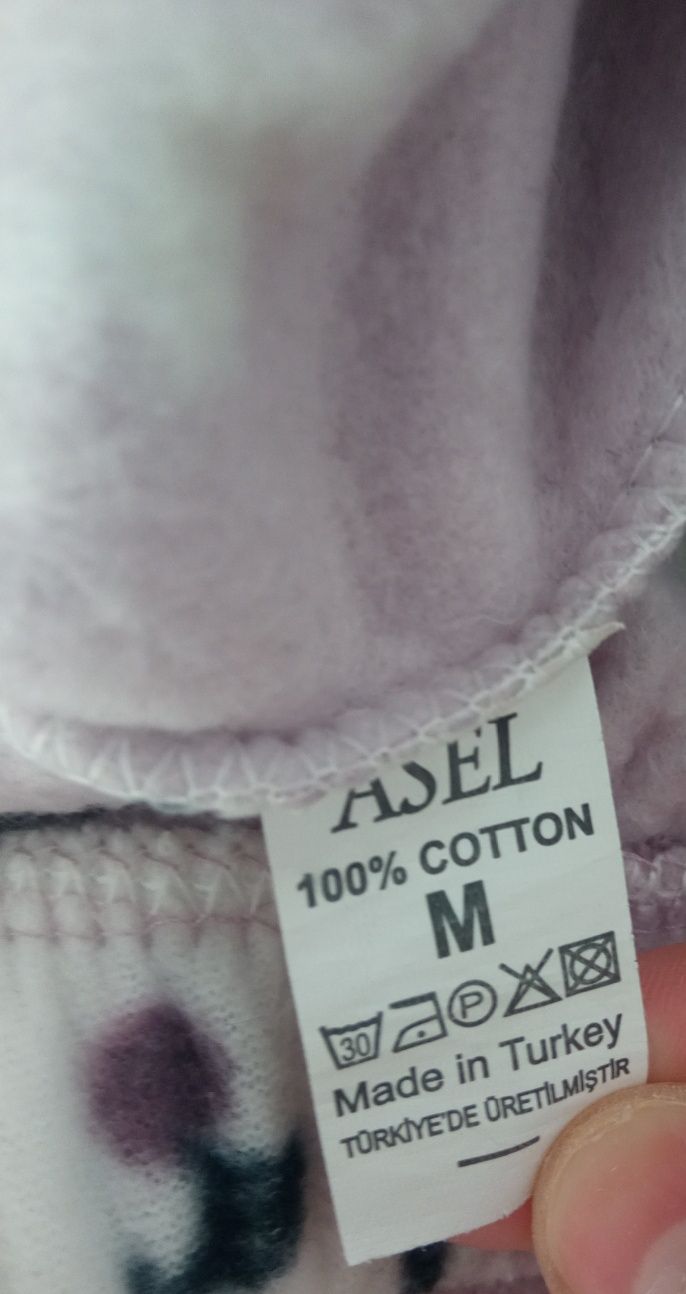 ASEL
100% COTTON
M
30 P
Made in Turkey
TÜRKİYE'DE ÜRETİLMİŞTİR